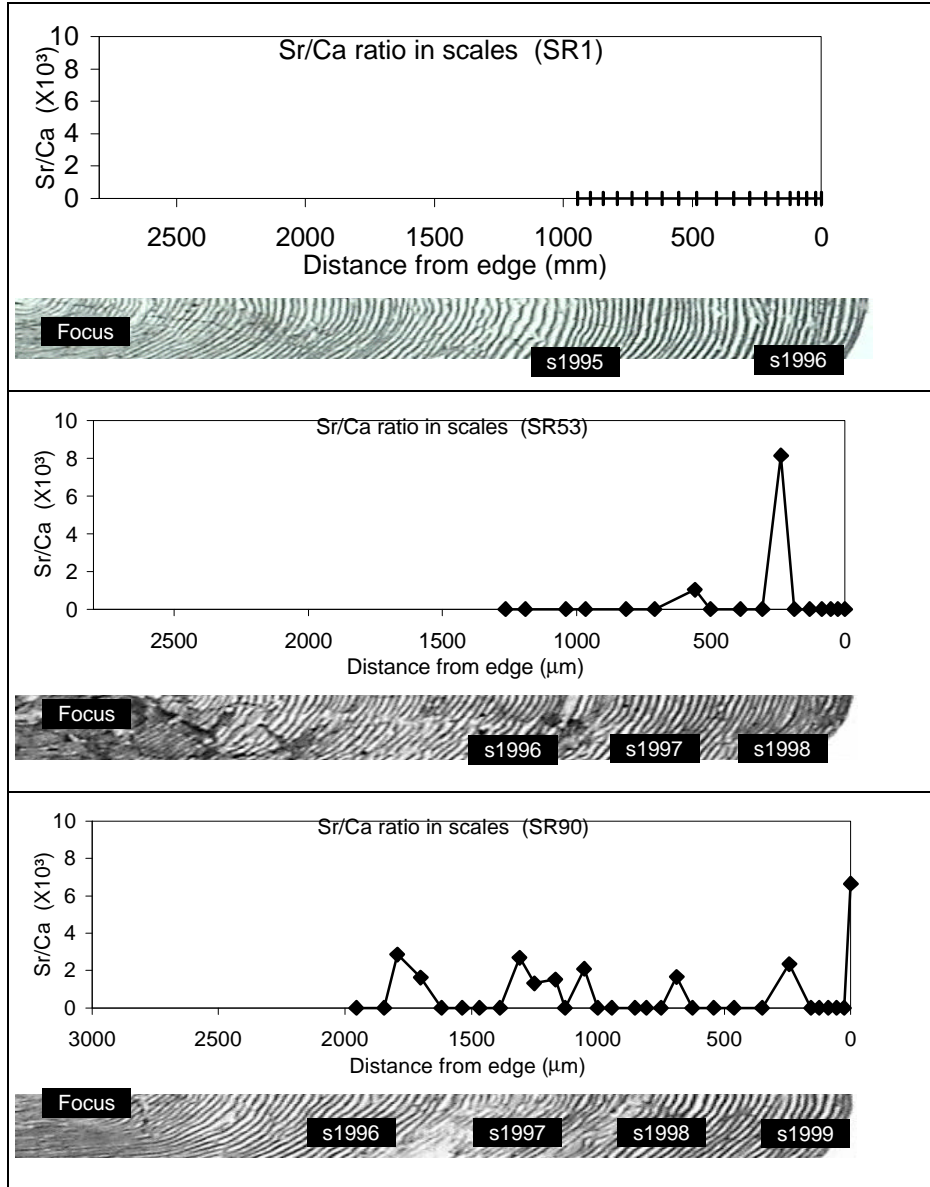 Sr/Ca ratio in scales (SR1)
Sr/Ca (X10³)
10
8
6
4
2
0
2500 2000 1500 1000 500 0
Distance from edge (mm)
Focus
s1995 s1996
Sr/Ca ratio in scales (SR53)
Sr/Ca (X10³)
10
8
6
4
2
0
2500 2000 1500 1000 500 0
Distance from edge (μm)
Focus
s1996 s1997 s1998
Sr/Ca ratio in scales (SR90)
Sr/Ca (X10³)
10
8
6
4
2
0
3000 2500 2000 1500 1000 500 0
Distance from edge (μm)
Focus
s1996 s1997 s1998 s1999